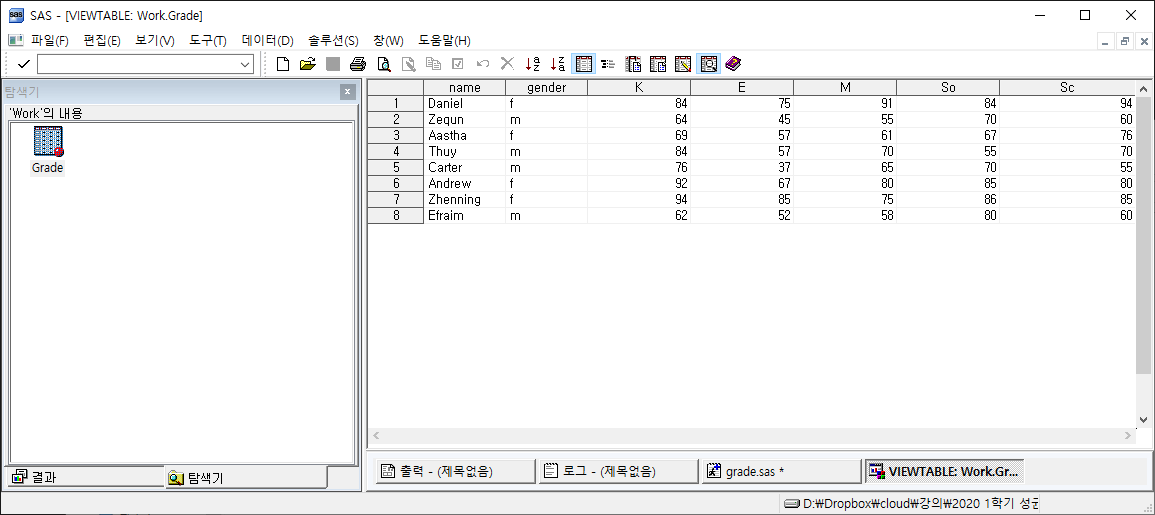 SAS - [VIEWTABLE: Work.Grade]
파일(F) 편집(E) 보기(V) 도구(T) 데이터(D) 솔루션(S) 창(W) 도움말(H)
탐색기
'Work'의 내용
Grade
name gender K E M So Sc
1 Daniel f 84 75 91 84 94
2 Zequn m 64 45 55 70 60
3 Aastha f 69 57 61 67 76
4 Thuy m 84 57 70 55 70
5 Carter m 76 37 65 70 55
6 Andrew f 92 67 80 85 80
7 Zhenning f 94 85 75 86 85
8 Efraim m 62 52 58 80 60
결과 탐색기
출력 - (제목없음) 로그 - (제목없음) grade.sas * VIEWTABLE: Work.Gr...
D:₩Dropbox₩cloud₩강의₩2020 1학기 성균